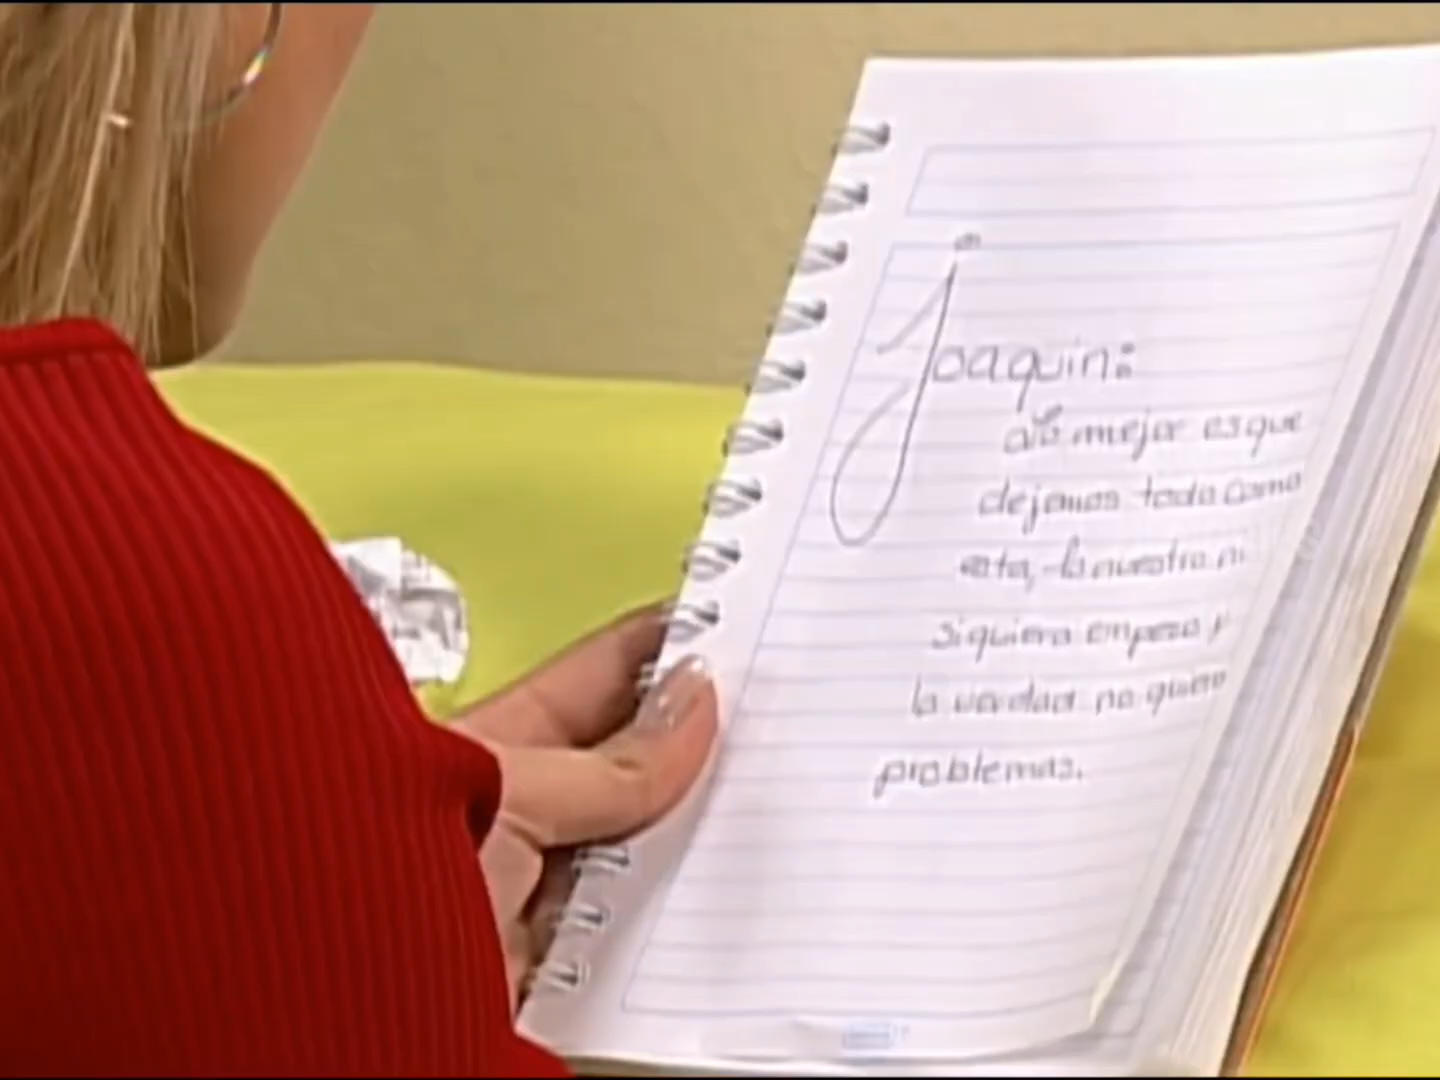 Joaquin:
a lo mejor es que
dejamos todo como
esta, lo nuestro ni
siquiera empezo y
la verdad no quiero
problemas.